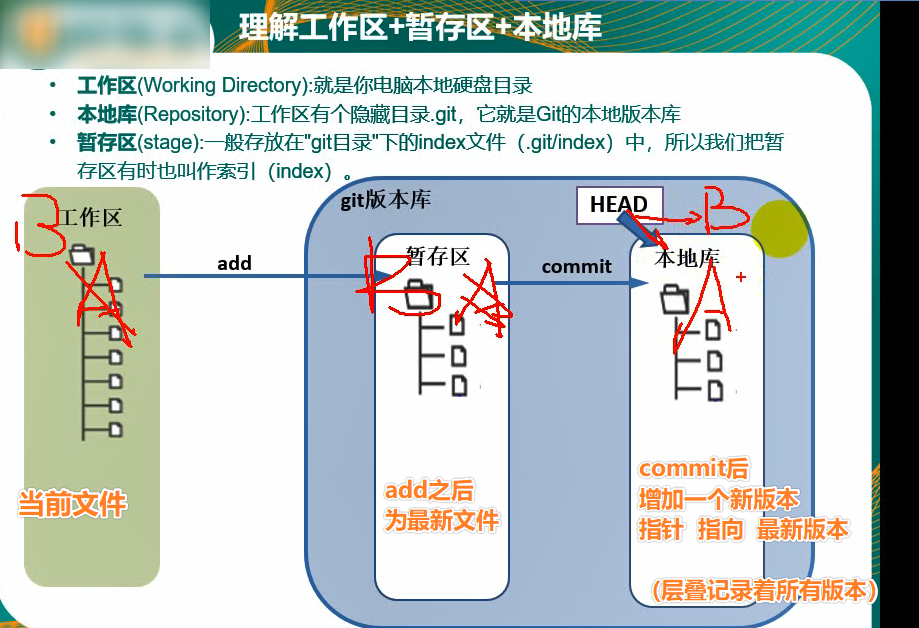 理解工作区+暂存区+本地库
• 工作区(Working Directory):就是你电脑本地硬盘目录
• 本地库(Repository):工作区有个隐藏目录.git，它就是Git的本地版本库
• 暂存区(stage):一般存放在"git目录"下的index文件（.git/index）中，所以我们把暂
存区有时也叫作索引（index）。
git版本库
HEAD
B
B
工作区
A
add
暂存区
B
A
commit
本地库
A
当前文件
add之后
为最新文件
commit后
增加一个新版本
指针 指向 最新版本
（层叠记录着所有版本）